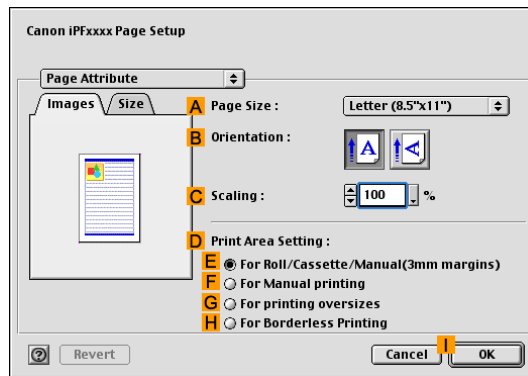 Canon iPFxxxx Page Setup
Page Attribute
Images Size
A Page Size : Letter (8.5"x11")
B Orientation :
A A
C Scaling : 100 %
D Print Area Setting :
E For Roll/Cassette/Manual(3mm margins)
F For Manual printing
G For printing oversizes
H For Borderless Printing
I
? Revert Cancel OK